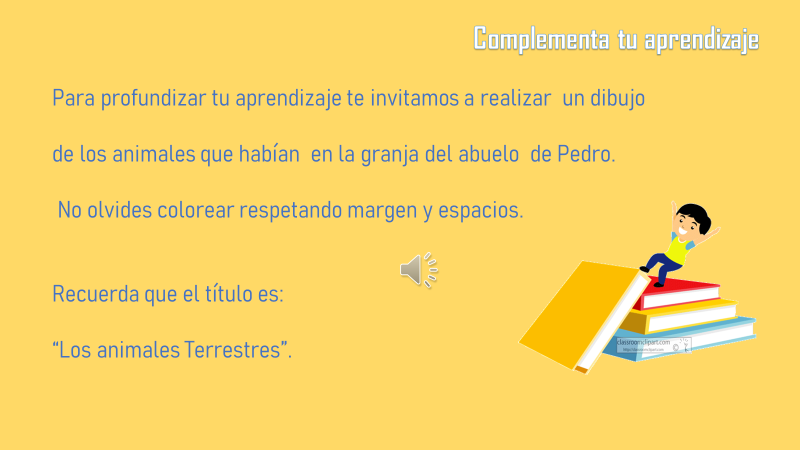 Complementa tu aprendizaje
Para profundizar tu aprendizaje te invitamos a realizar  un dibujo
de los animales que habían  en la granja del abuelo  de Pedro.
No olvides colorear respetando margen y espacios.
Recuerda que el título es:
“Los animales Terrestres”.
classroomclipart.com